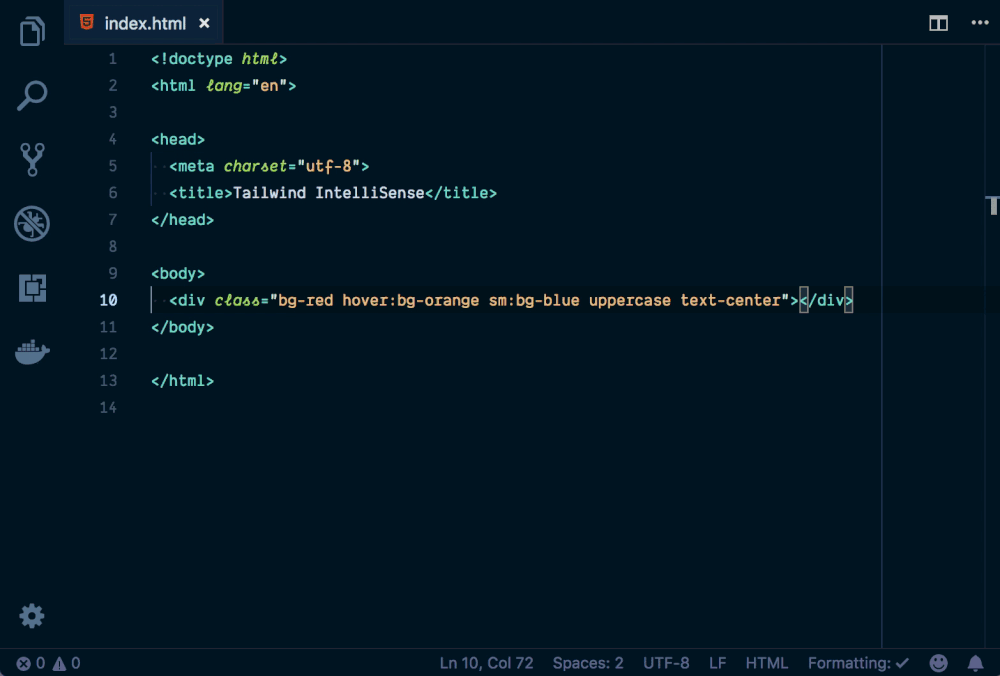 index.html ×
1 <!doctype html>
2 <html lang="en">
3
4 <head>
5 <meta charset="utf-8">
6 <title>Tailwind IntelliSense</title>
7 </head>
8
9 <body>
10 <div class="bg-red hover:bg-orange sm:bg-blue uppercase text-center"></div>
11 </body>
12
13 </html>
14
0 0 Ln 10, Col 72 Spaces: 2 UTF-8 LF HTML Formatting: ✓